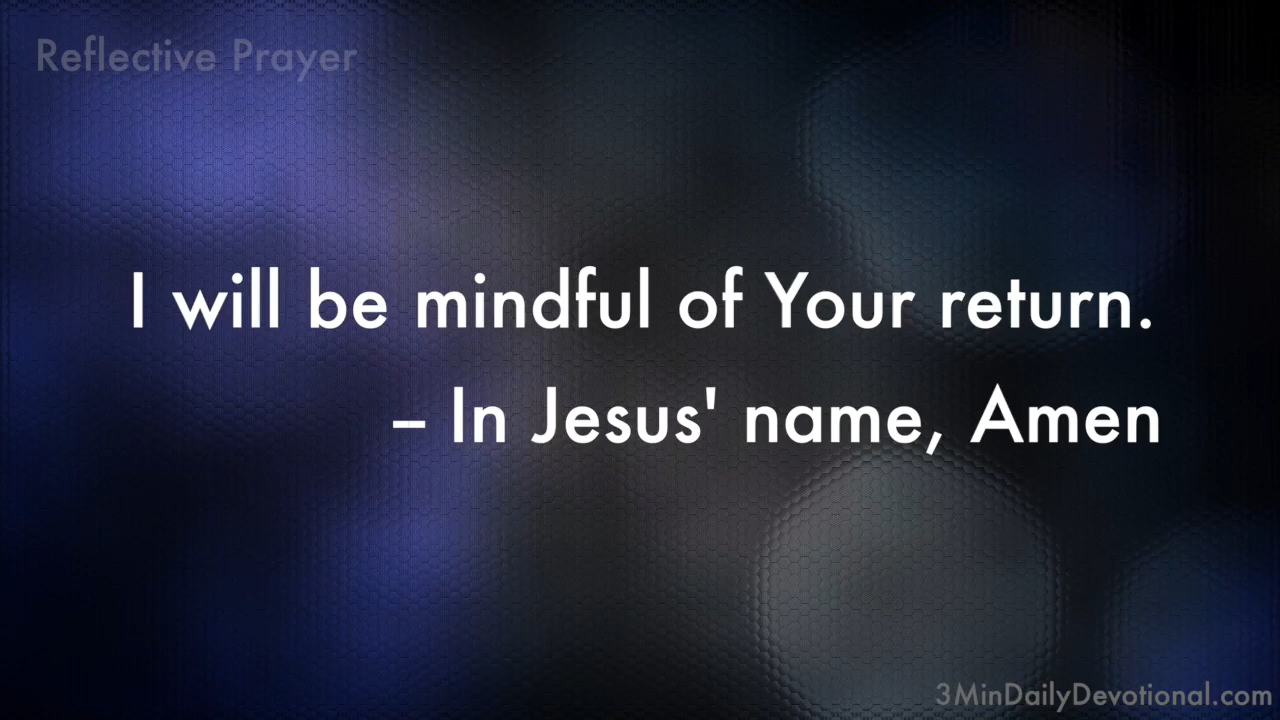 Reflective Prayer
I will be mindful of Your return.
– In Jesus' name, Amen
3MinDailyDevotional.com